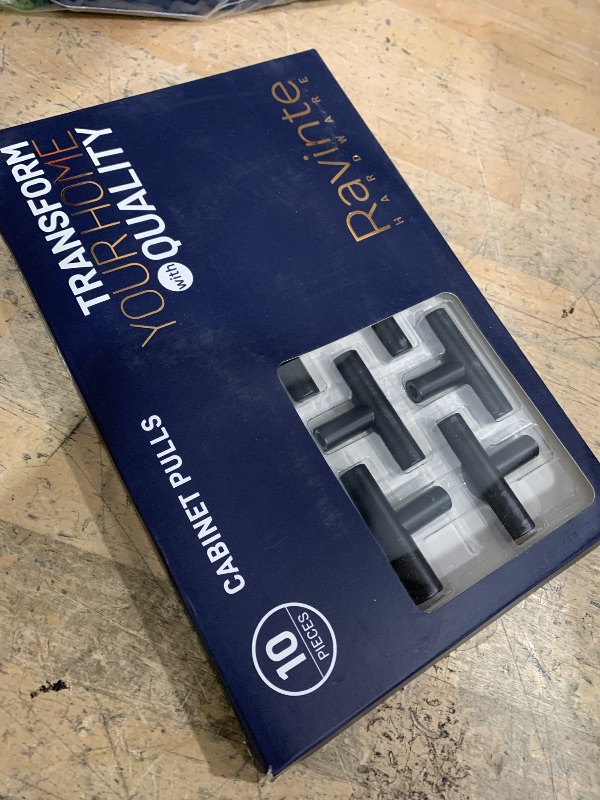 Ravinte
HARDWARE
TRANSFORM
YOUR HOME
with QUALITY
CABINET PULLS
10
PIECES